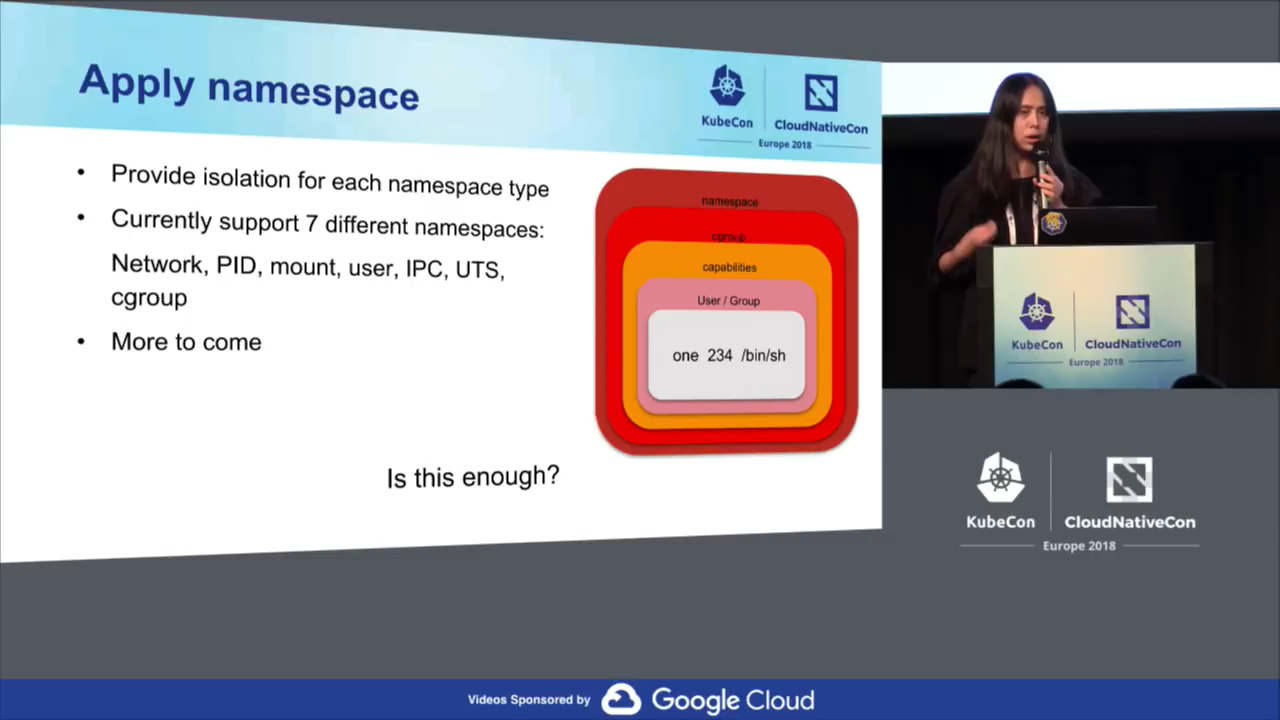 Apply namespace
KubeCon
CloudNativeCon
Europe 2018
• Provide isolation for each namespace type
• Currently support 7 different namespaces:
Network, PID, mount, user, IPC, UTS,
cgroup
• More to come
Is this enough?
namespace
cgroup
capabilities
User / Group
one 234 /bin/sh
KubeCon
CloudNativeCon
Europe 2018
KubeCon
CloudNativeCon
Europe 2018
Videos Sponsored by
Google Cloud